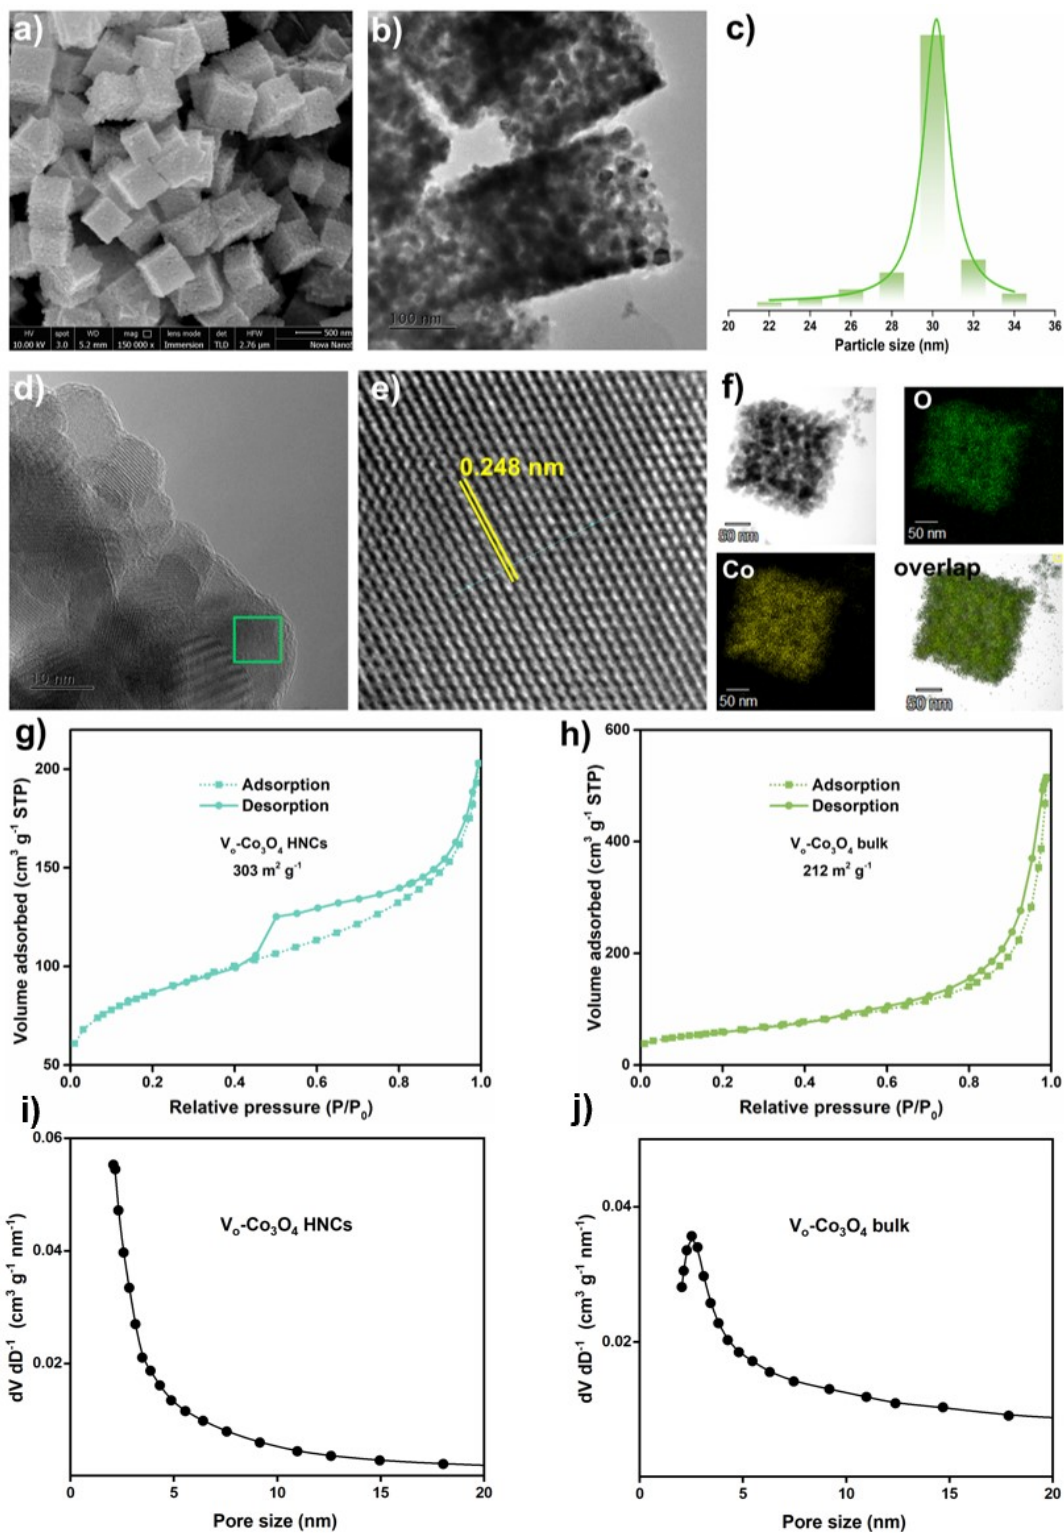 a)
HV spot WD mag □ lens mode det HFW 500 nm
10.00 kV 3.0 5.2 mm 150 000 x Immersion TLD 2.76 µm
b)
100 nm
c)
20 22 24 26 28 30 32 34 36
Particle size (nm)
d)
10 nm
e)
0.248 nm
f)
50 nm
O
50 nm
Co
50 nm
overlap
50 nm
g)
Volume adsorbed (cm³ g⁻¹ STP)
200
150
100
50
Adsorption
Desorption
Vₒ-Co₃O₄ HNCs
303 m² g⁻¹
0.0 0.2 0.4 0.6 0.8 1.0
Relative pressure (P/P₀)
h)
Volume adsorbed (cm³ g⁻¹ STP)
600
400
200
0
Adsorption
Desorption
Vₒ-Co₃O₄ bulk
212 m² g⁻¹
0.0 0.2 0.4 0.6 0.8 1.0
Relative pressure (P/P₀)
i)
dV dD⁻¹ (cm³ g⁻¹ nm⁻¹)
0.06
0.04
0.02
Vₒ-Co₃O₄ HNCs
0 5 10 15 20
Pore size (nm)
j)
dV dD⁻¹ (cm³ g⁻¹ nm⁻¹)
0.04
0.02
Vₒ-Co₃O₄ bulk
0 5 10 15 20
Pore size (nm)